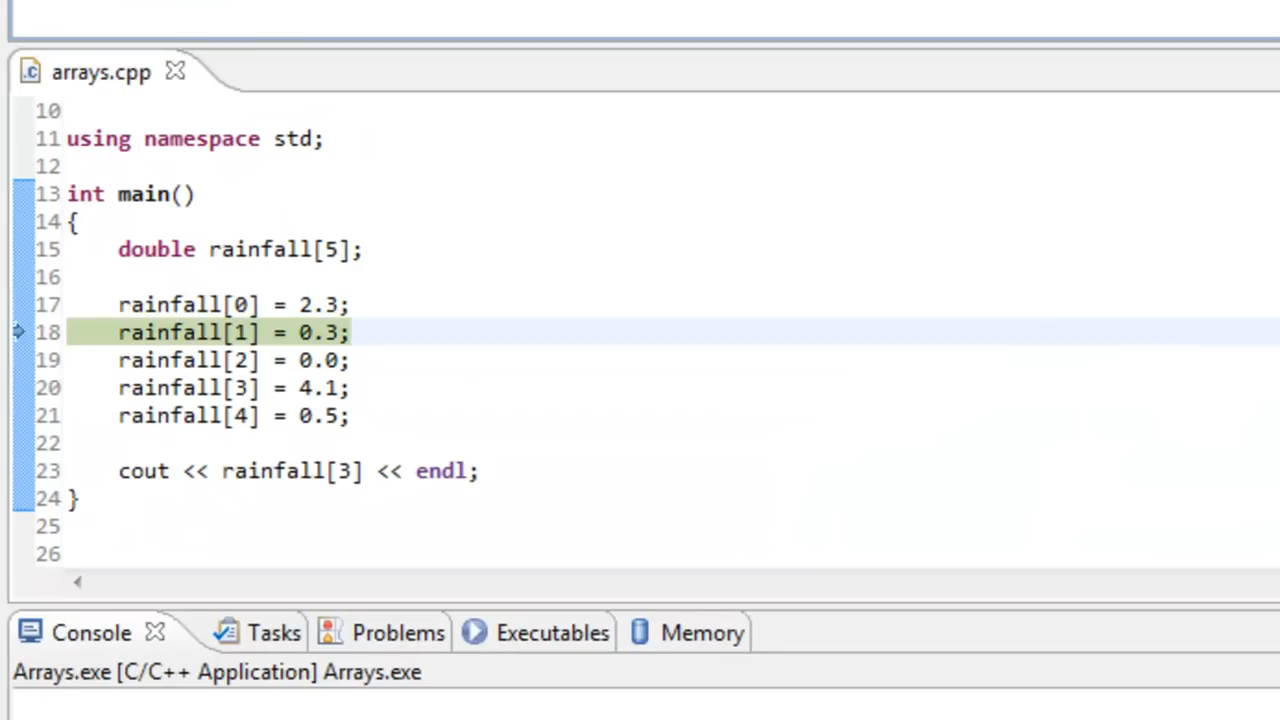 arrays.cpp
10
11 using namespace std;
12
13 int main()
14 {
15 double rainfall[5];
16
17 rainfall[0] = 2.3;
18 rainfall[1] = 0.3;
19 rainfall[2] = 0.0;
20 rainfall[3] = 4.1;
21 rainfall[4] = 0.5;
22
23 cout << rainfall[3] << endl;
24 }
25
26
Console Tasks Problems Executables Memory
Arrays.exe [C/C++ Application] Arrays.exe